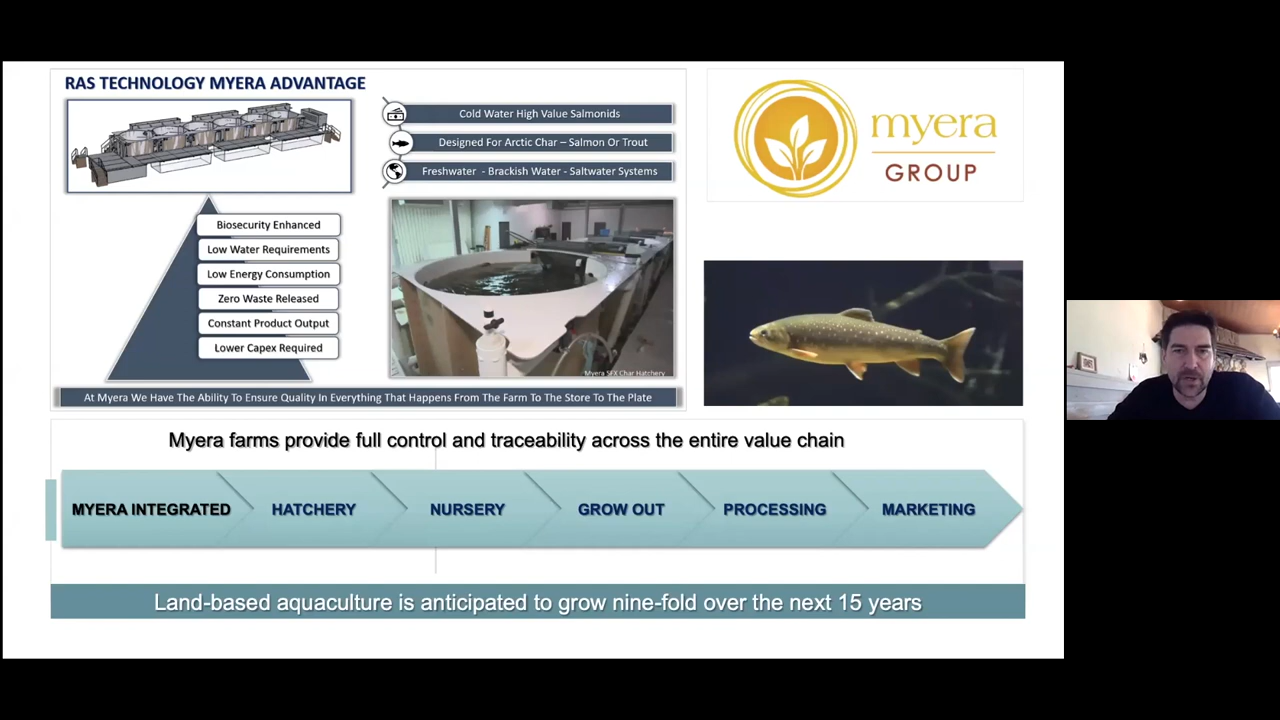 RAS TECHNOLOGY MYERA ADVANTAGE
Cold Water High Value Salmonids
Designed For Arctic Char – Salmon Or Trout
Freshwater - Brackish Water - Saltwater Systems
Biosecurity Enhanced
Low Water Requirements
Low Energy Consumption
Zero Waste Released
Constant Product Output
Lower Capex Required
Myera SFX Char Hatchery
At Myera We Have The Ability To Ensure Quality In Everything That Happens From The Farm To The Store To The Plate
myera
GROUP
Myera farms provide full control and traceability across the entire value chain
MYERA INTEGRATED
HATCHERY
NURSERY
GROW OUT
PROCESSING
MARKETING
Land-based aquaculture is anticipated to grow nine-fold over the next 15 years